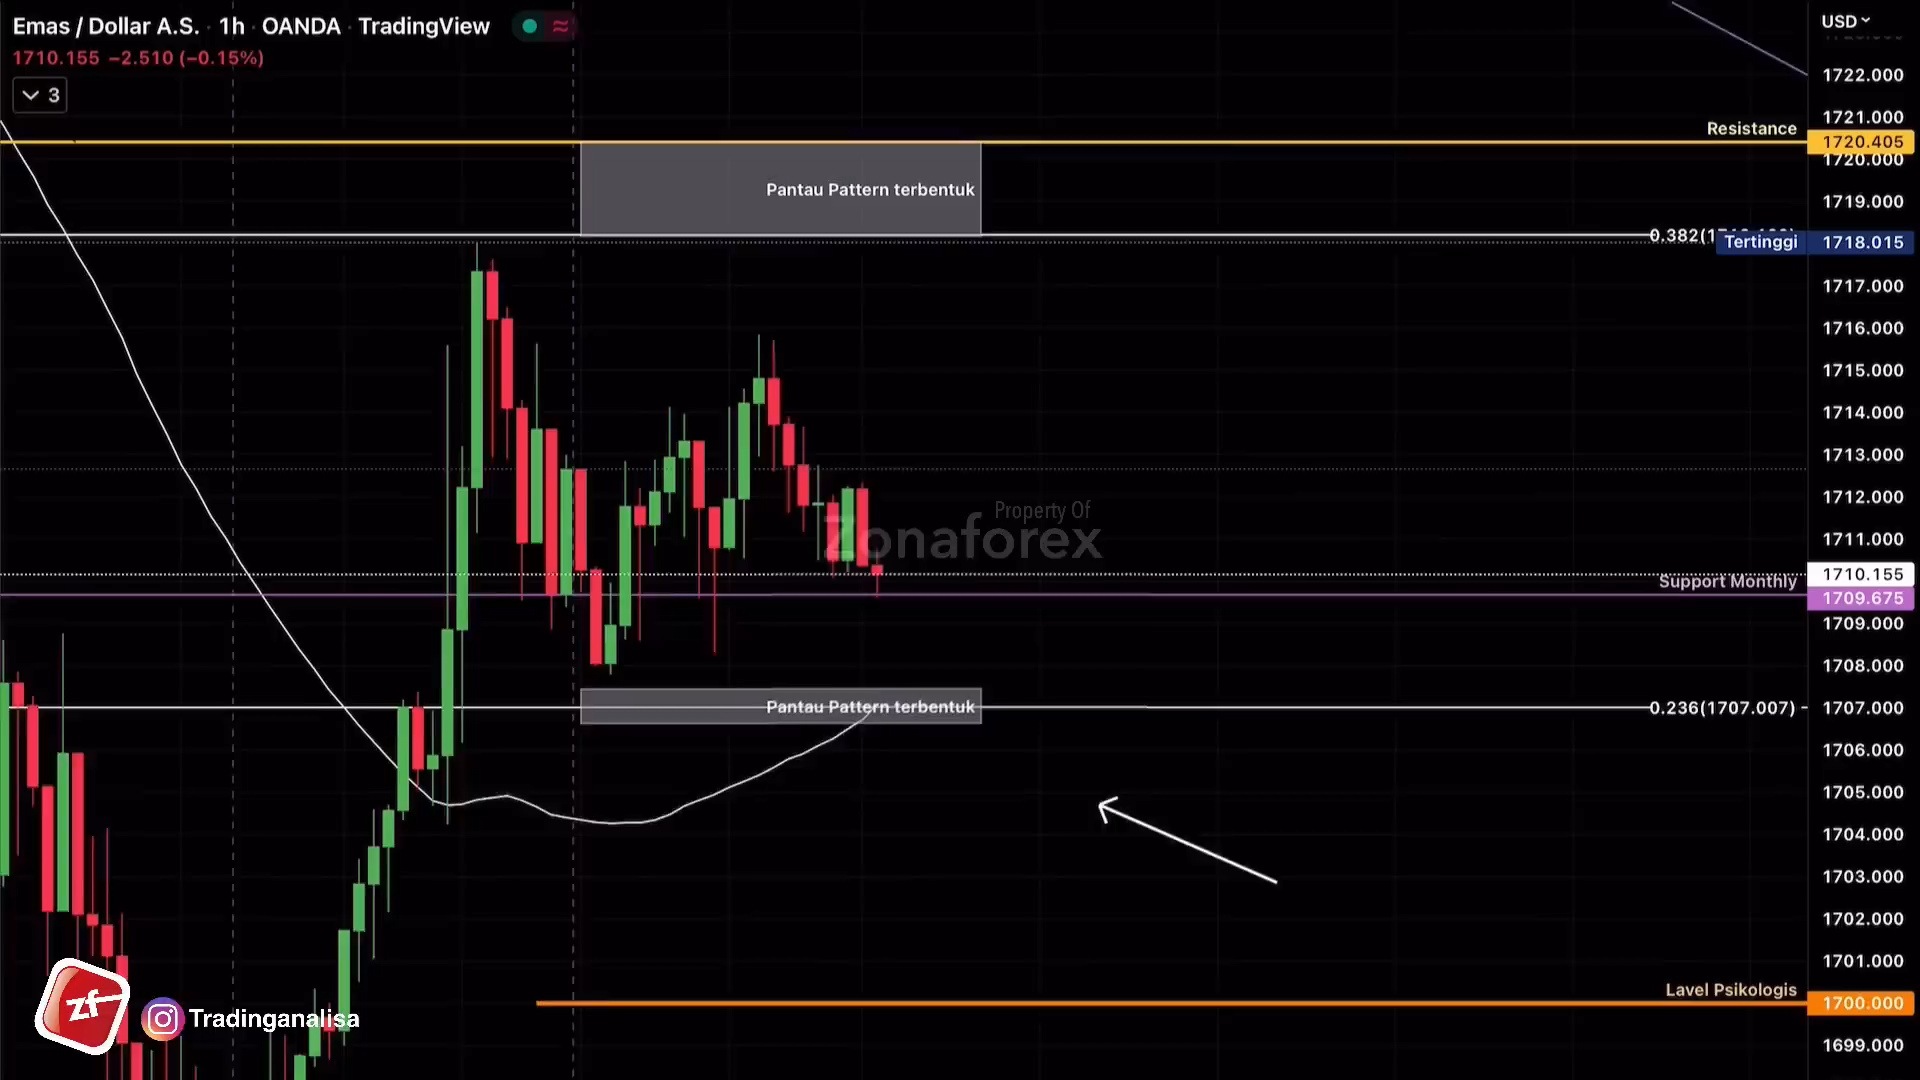 Emas / Dollar A.S. · 1h · OANDA · TradingView
1710.155 −2.510 (−0.15%)
3
USD
1722.000
1721.000
Resistance
1720.405
1720.000
Pantau Pattern terbentuk
1719.000
0.382(
Tertinggi
1718.015
1717.000
1716.000
1715.000
1714.000
1713.000
1712.000
Property Of
Zonaforex
1711.000
1710.155
Support Monthly
1709.675
1709.000
1708.000
Pantau Pattern terbentuk
0.236(1707.007)
1707.000
1706.000
1705.000
1704.000
1703.000
1702.000
1701.000
Lavel Psikologis
1700.000
zf
Tradinganalisa
1699.000